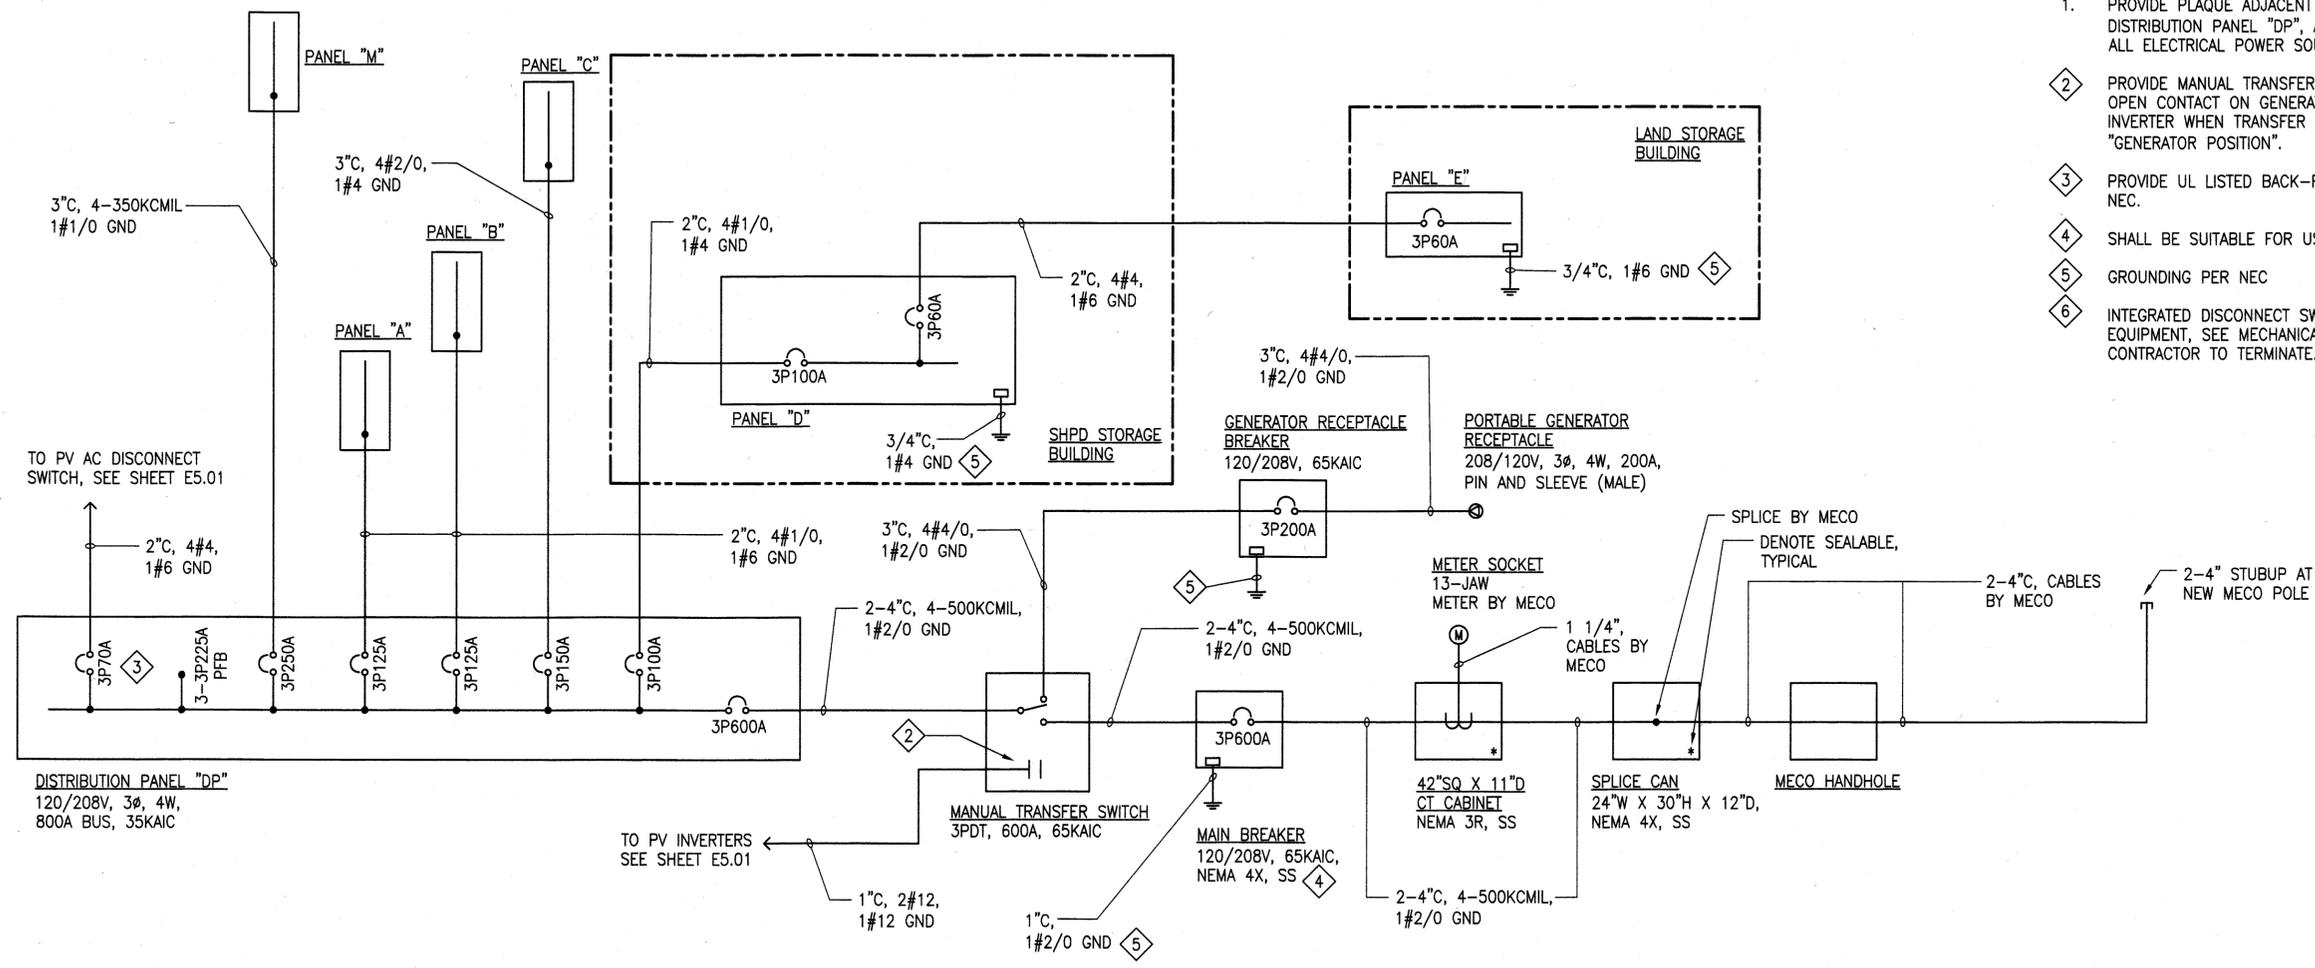 PANEL "M"
3"C, 4-350KCMIL
1#1/0 GND
PANEL "C"
3"C, 4#2/0,
1#4 GND
PANEL "B"
PANEL "A"
TO PV AC DISCONNECT
SWITCH, SEE SHEET E5.01
2"C, 4#4,
1#6 GND
2"C, 4#1/0,
1#6 GND
2"C, 4#1/0,
1#4 GND
3P60A
3P100A
PANEL "D"
3/4"C,
1#4 GND 5
SHPD STORAGE
BUILDING
2"C, 4#4,
1#6 GND
LAND STORAGE
BUILDING
PANEL "E"
3P60A
3/4"C, 1#6 GND 5
3"C, 4#4/0,
1#2/0 GND
GENERATOR RECEPTACLE
BREAKER
120/208V, 65KAIC
3P200A
5
PORTABLE GENERATOR
RECEPTACLE
208/120V, 3ø, 4W, 200A,
PIN AND SLEEVE (MALE)
3"C, 4#4/0,
1#2/0 GND
3P70A
3
3-3P225A
PFB
3P250A
3P125A
3P125A
3P150A
3P100A
3P600A
DISTRIBUTION PANEL "DP"
120/208V, 3ø, 4W,
800A BUS, 35KAIC
2-4"C, 4-500KCMIL,
1#2/0 GND
2
MANUAL TRANSFER SWITCH
3PDT, 600A, 65KAIC
TO PV INVERTERS
SEE SHEET E5.01
1"C, 2#12,
1#12 GND
2-4"C, 4-500KCMIL,
1#2/0 GND
3P600A
MAIN BREAKER
120/208V, 65KAIC,
NEMA 4X, SS 4
1"C,
1#2/0 GND 5
METER SOCKET
13-JAW
METER BY MECO
M
1 1/4",
CABLES BY
MECO
*
42"SQ X 11"D
CT CABINET
NEMA 3R, SS
2-4"C, 4-500KCMIL,
1#2/0 GND
SPLICE BY MECO
DENOTE SEALABLE,
TYPICAL
*
SPLICE CAN
24"W X 30"H X 12"D,
NEMA 4X, SS
MECO HANDHOLE
2-4"C, CABLES
BY MECO
2-4" STUBUP AT
NEW MECO POLE
1. PROVIDE PLAQUE ADJACENT
DISTRIBUTION PANEL "DP",
ALL ELECTRICAL POWER
2 PROVIDE MANUAL TRANSFER
OPEN CONTACT ON
INVERTER WHEN TRANSFER
"GENERATOR POSITION".
3 PROVIDE UL LISTED
NEC.
4 SHALL BE SUITABLE FOR
5 GROUNDING PER NEC
6 INTEGRATED DISCONNECT
EQUIPMENT, SEE
CONTRACTOR TO TERMINATE.